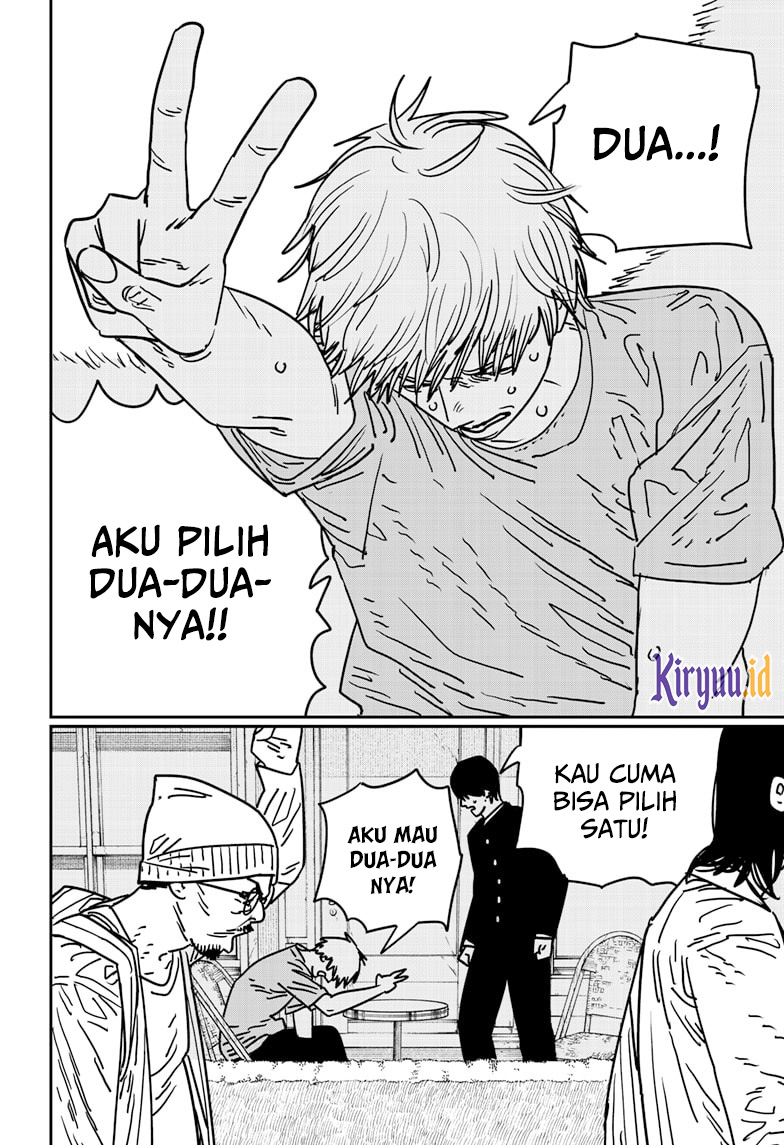 DUA...!
AKU PILIH
DUA-DUA-
NYA!!
Kiryuu.id
KAU CUMA
BISA PILIH
SATU!
AKU MAU
DUA-DUA
NYA!